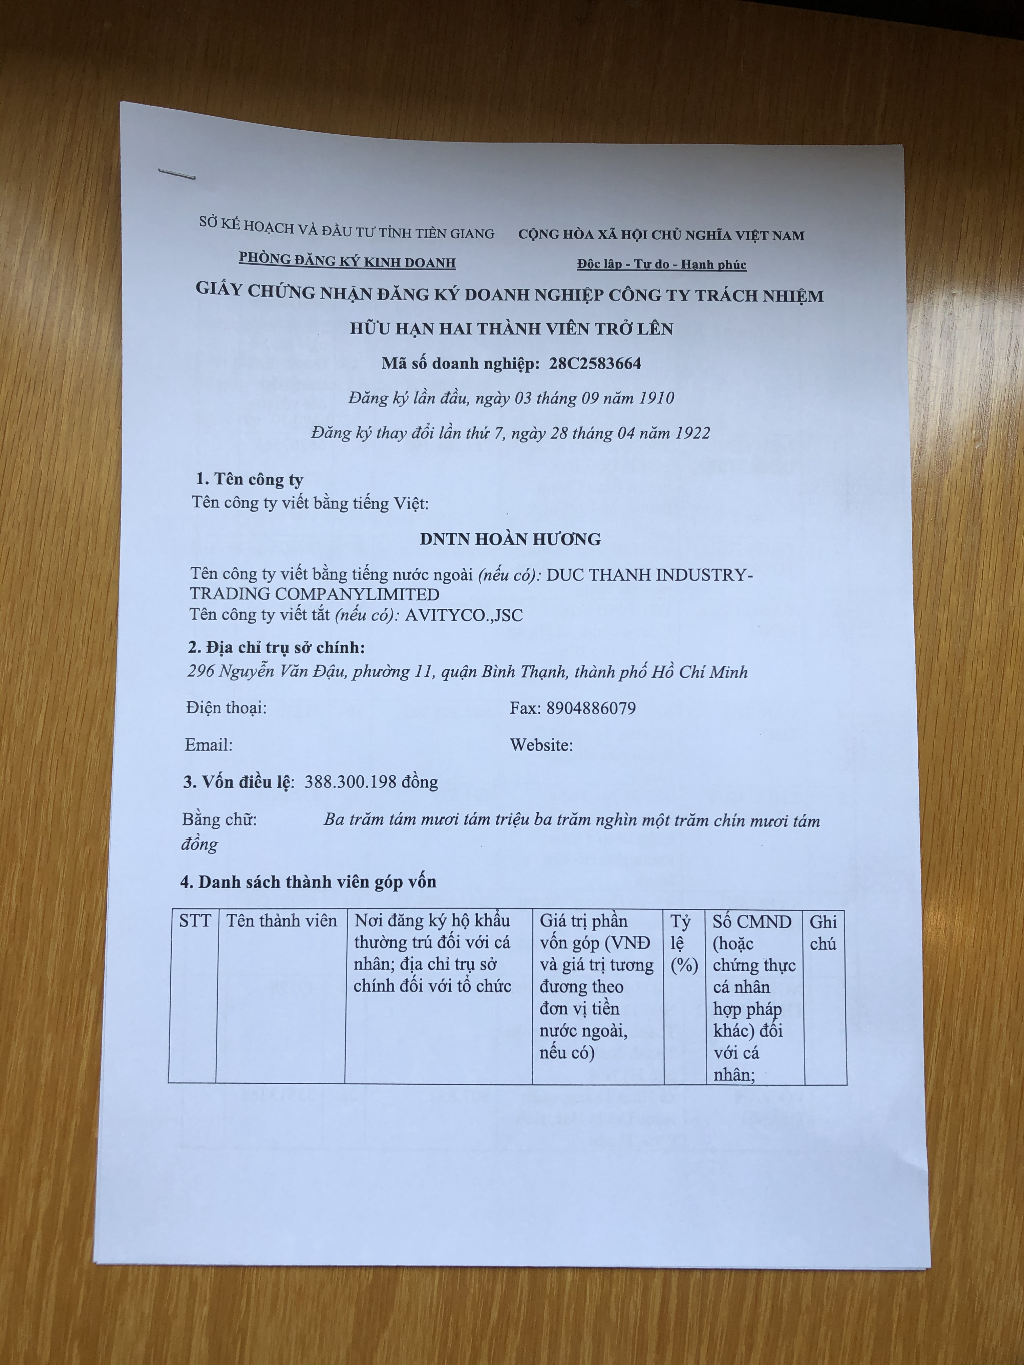 SỞ KẾ HOẠCH VÀ ĐẦU TƯ TỈNH TIỀN GIANG
CỘNG HÒA XÃ HỘI CHỦ NGHĨA VIỆT NAM
PHÒNG ĐĂNG KÝ KINH DOANH
Độc lập - Tự do - Hạnh phúc
GIẤY CHỨNG NHẬN ĐĂNG KÝ DOANH NGHIỆP CÔNG TY TRÁCH NHIỆM
HỮU HẠN HAI THÀNH VIÊN TRỞ LÊN
Mã số doanh nghiệp: 28C2583664
Đăng ký lần đầu, ngày 03 tháng 09 năm 1910
Đăng ký thay đổi lần thứ 7, ngày 28 tháng 04 năm 1922
1. Tên công ty
Tên công ty viết bằng tiếng Việt:
DNTN HOÀN HƯƠNG
Tên công ty viết bằng tiếng nước ngoài (nếu có): DUC THANH INDUSTRY-
TRADING COMPANYLIMITED
Tên công ty viết tắt (nếu có): AVITYCO.,JSC
2. Địa chỉ trụ sở chính:
296 Nguyễn Văn Đậu, phường 11, quận Bình Thạnh, thành phố Hồ Chí Minh
Điện thoại:
Fax: 8904886079
Email:
Website:
3. Vốn điều lệ: 388.300.198 đồng
Bằng chữ: Ba trăm tám mươi tám triệu ba trăm nghìn một trăm chín mươi tám
đồng
4. Danh sách thành viên góp vốn
STT
Tên thành viên
Nơi đăng ký hộ khẩu
thường trú đối với cá
nhân; địa chỉ trụ sở
chính đối với tổ chức
Giá trị phần
vốn góp (VNĐ
và giá trị tương
đương theo
đơn vị tiền
nước ngoài,
nếu có)
Tỷ
lệ
(%)
Số CMND
(hoặc
chứng thực
cá nhân
hợp pháp
khác) đối
với cá
nhân;
Ghi
chú